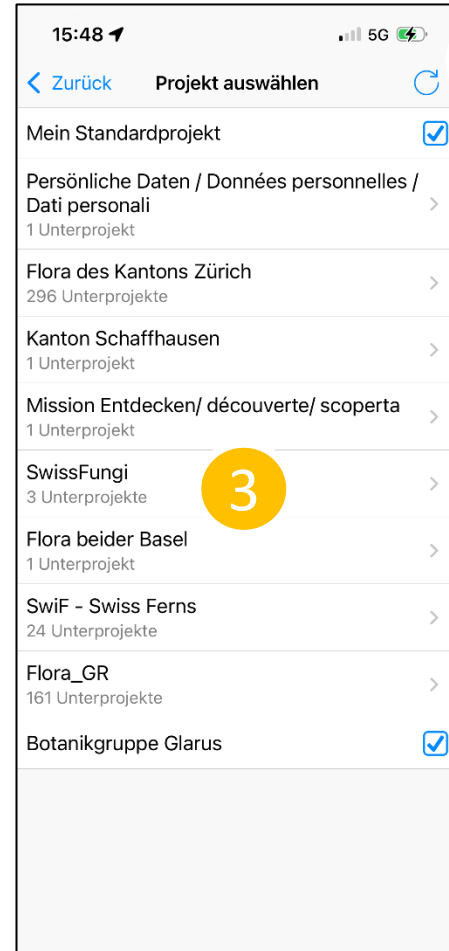 15:48 5G
Zurück Projekt auswählen
Mein Standardprojekt
Persönliche Daten / Données personnelles /
Dati personali
1 Unterprojekt
Flora des Kantons Zürich
296 Unterprojekte
Kanton Schaffhausen
1 Unterprojekt
Mission Entdecken/ découverte/ scoperta
1 Unterprojekt
SwissFungi
3 Unterprojekte
3
Flora beider Basel
1 Unterprojekt
SwiF - Swiss Ferns
24 Unterprojekte
Flora_GR
161 Unterprojekte
Botanikgruppe Glarus